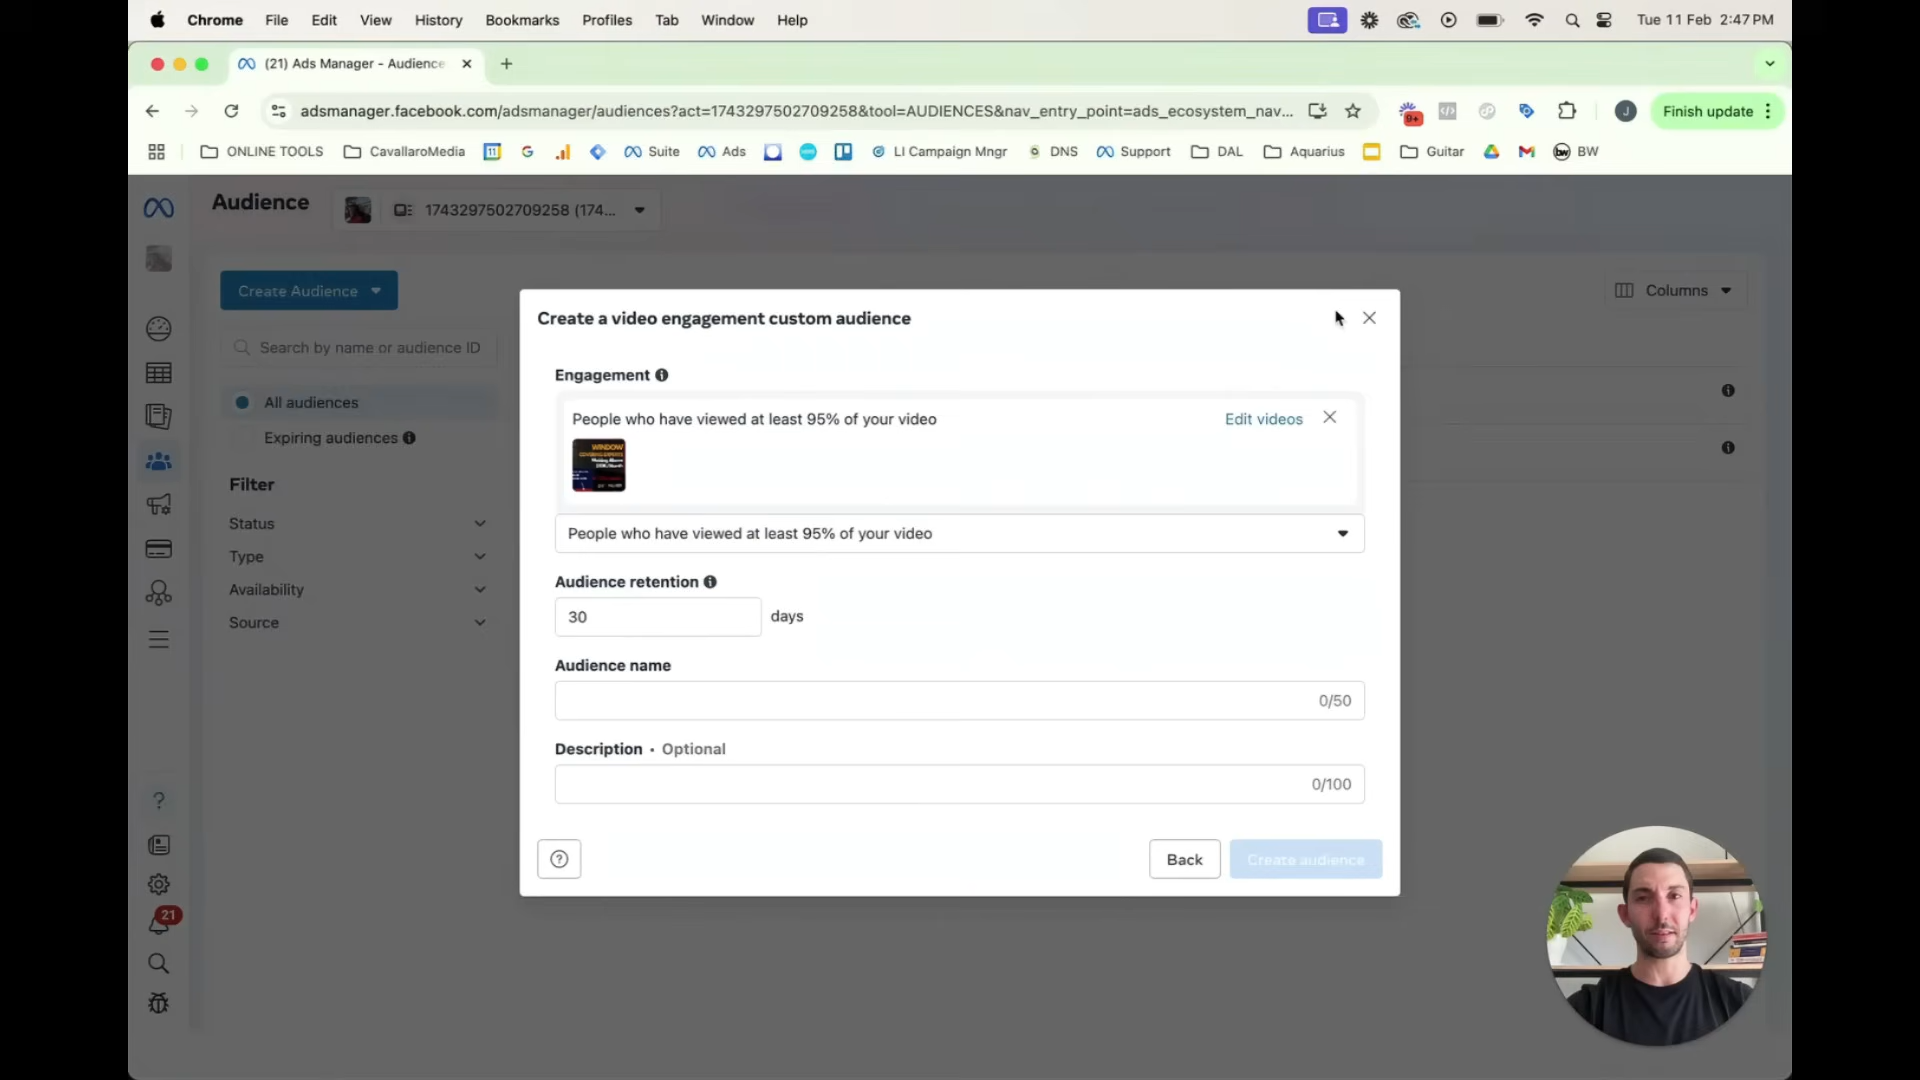 Chrome File Edit View History Bookmarks Profiles Tab Window Help Tue 11 Feb 2:47 PM
(21) Ads Manager - Audience
adsmanager.facebook.com/adsmanager/audiences?act=1743297502709258&tool=AUDIENCES&nav_entry_point=ads_ecosystem_nav... 9+ J Finish update
ONLINE TOOLS CavallaroMedia 11 Suite Ads LI Campaign Mngr DNS Support DAL Aquarius Guitar bw BW
Audience 1743297502709258 (174...
Create Audience Columns
Search by name or audience ID
All audiences
Expiring audiences
Filter
Status
Type
Availability
Source
21
Create a video engagement custom audience
Engagement
People who have viewed at least 95% of your video Edit videos
WINDOW
People who have viewed at least 95% of your video
Audience retention
30 days
Audience name
0/50
Description · Optional
0/100
Back Create audience